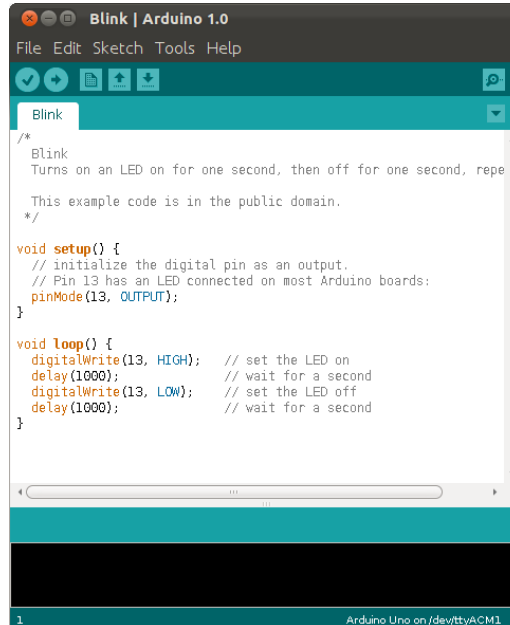 Blink | Arduino 1.0
File Edit Sketch Tools Help
Blink
/*
  Blink
  Turns on an LED on for one second, then off for one second, repe

  This example code is in the public domain.
 */

void setup() {
  // initialize the digital pin as an output.
  // Pin 13 has an LED connected on most Arduino boards:
  pinMode(13, OUTPUT);
}

void loop() {
  digitalWrite(13, HIGH);   // set the LED on
  delay(1000);              // wait for a second
  digitalWrite(13, LOW);    // set the LED off
  delay(1000);              // wait for a second
}
1 Arduino Uno on /dev/ttyACM1